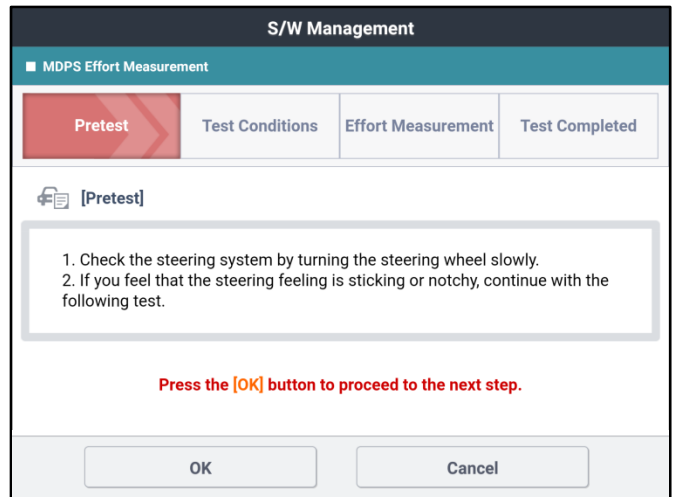 S/W Management
MDPS Effort Measurement
Pretest
Test Conditions
Effort Measurement
Test Completed
[Pretest]
1. Check the steering system by turning the steering wheel slowly.
2. If you feel that the steering feeling is sticking or notchy, continue with the
following test.
Press the [OK] button to proceed to the next step.
OK
Cancel